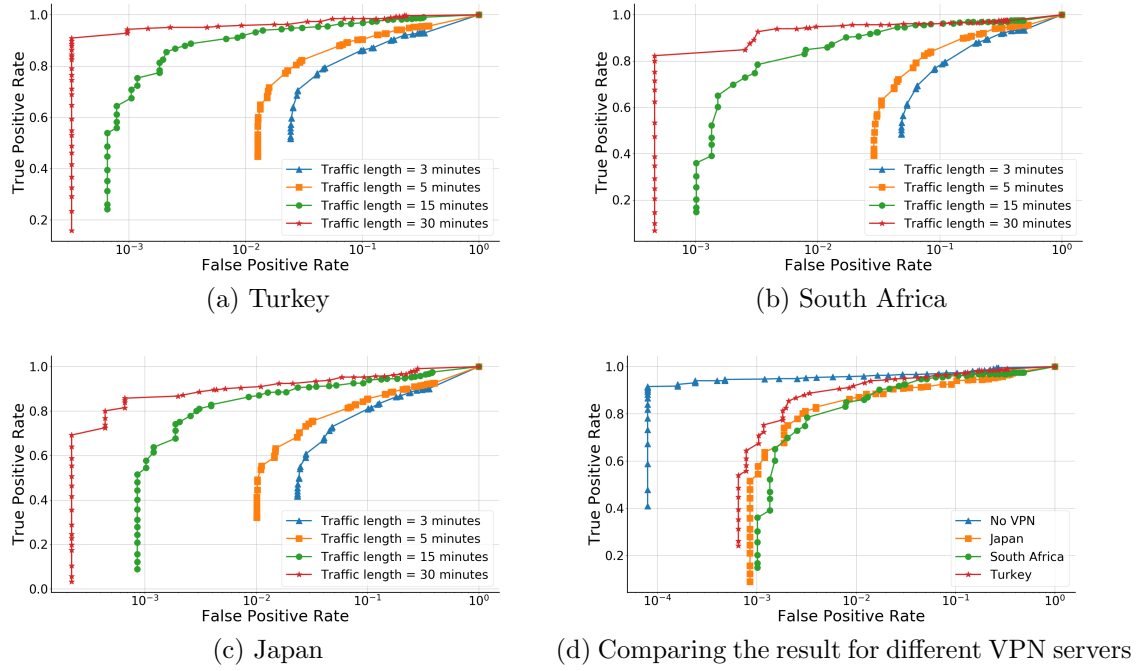 True Positive Rate
1.0
0.8
0.6
0.4
0.2
10⁻³
10⁻²
10⁻¹
10⁰
False Positive Rate
Traffic length = 3 minutes
Traffic length = 5 minutes
Traffic length = 15 minutes
Traffic length = 30 minutes
(a) Turkey
True Positive Rate
1.0
0.8
0.6
0.4
0.2
10⁻³
10⁻²
10⁻¹
10⁰
False Positive Rate
Traffic length = 3 minutes
Traffic length = 5 minutes
Traffic length = 15 minutes
Traffic length = 30 minutes
(b) South Africa
True Positive Rate
1.0
0.8
0.6
0.4
0.2
0.0
10⁻³
10⁻²
10⁻¹
10⁰
False Positive Rate
Traffic length = 3 minutes
Traffic length = 5 minutes
Traffic length = 15 minutes
Traffic length = 30 minutes
(c) Japan
True Positive Rate
1.0
0.8
0.6
0.4
0.2
10⁻⁴
10⁻³
10⁻²
10⁻¹
10⁰
False Positive Rate
No VPN
Japan
South Africa
Turkey
(d) Comparing the result for different VPN servers